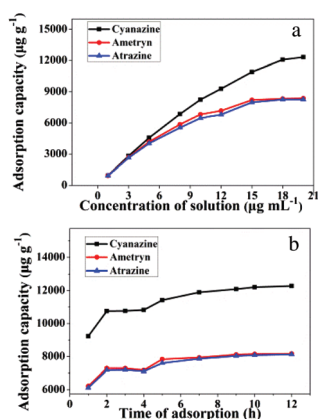 a
Cyanazine
Ametryn
Atrazine
Adsorption capacity (μg g⁻¹)
15000
12000
9000
6000
3000
0
0 3 6 9 12 15 18 21
Concentration of solution (μg mL⁻¹)
b
Cyanazine
Ametryn
Atrazine
Adsorption capacity (μg g⁻¹)
14000
12000
10000
8000
6000
0 2 4 6 8 10 12
Time of adsorption (h)